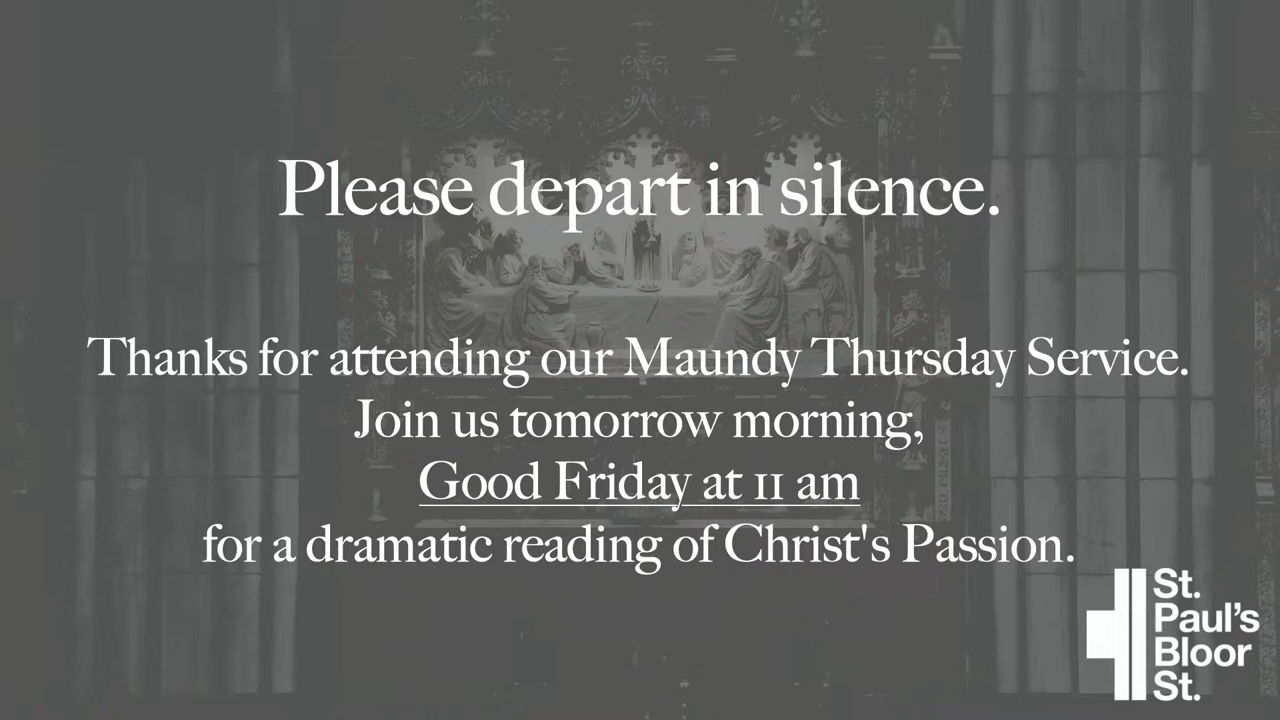 Please depart in silence.
Thanks for attending our Maundy Thursday Service.
Join us tomorrow morning,
Good Friday at 11 am
for a dramatic reading of Christ's Passion.
St.
Paul’s
Bloor
St.